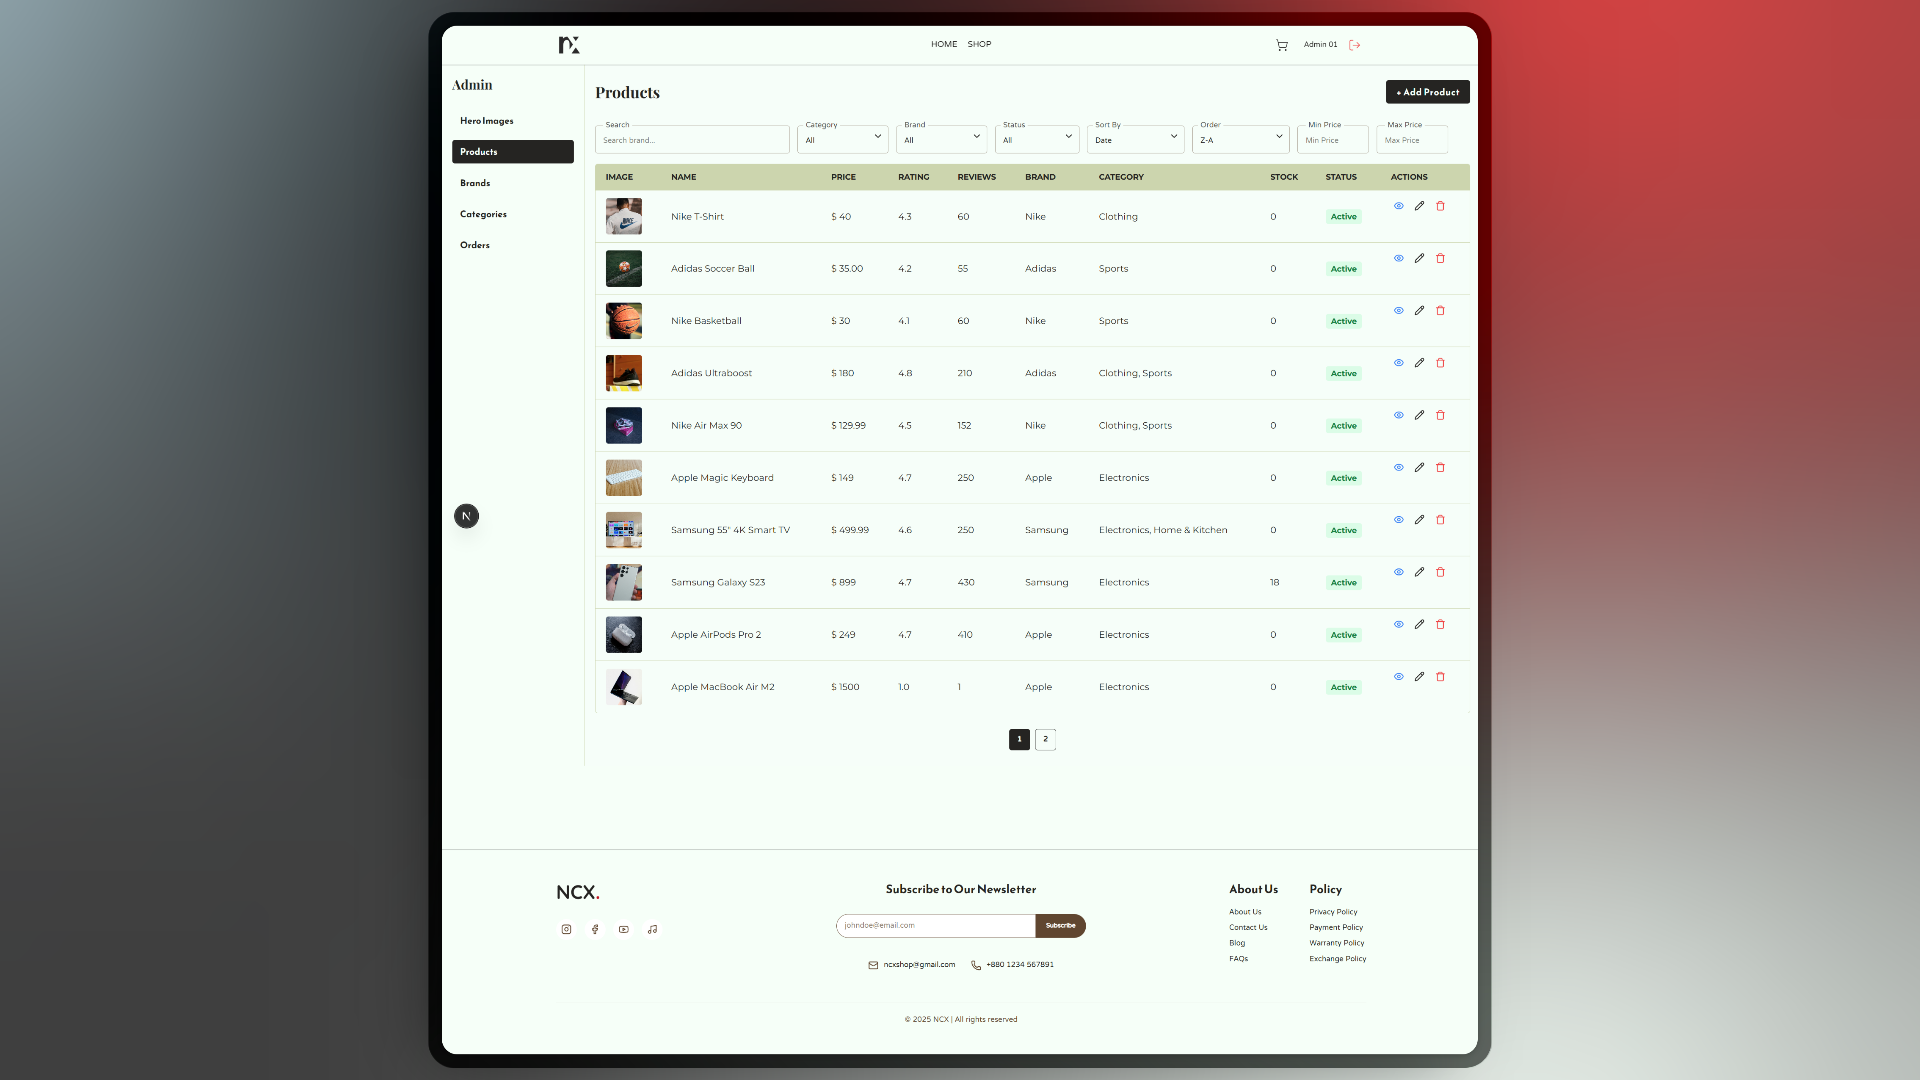 nx
HOME SHOP
Admin 01
Admin
Hero Images
Products
Brands
Categories
Orders
N
Products
+ Add Product
Search
Search brand...
Category
All
Brand
All
Status
All
Sort By
Date
Order
Z-A
Min Price
Min Price
Max Price
Max Price
IMAGE NAME PRICE RATING REVIEWS BRAND CATEGORY STOCK STATUS ACTIONS
NIKE
Nike T-Shirt $ 40 4.3 60 Nike Clothing 0 Active
Adidas Soccer Ball $ 35.00 4.2 55 Adidas Sports 0 Active
Nike Basketball $ 30 4.1 60 Nike Sports 0 Active
Adidas Ultraboost $ 180 4.8 210 Adidas Clothing, Sports 0 Active
Nike Air Max 90 $ 129.99 4.5 152 Nike Clothing, Sports 0 Active
Apple Magic Keyboard $ 149 4.7 250 Apple Electronics 0 Active
Samsung 55" 4K Smart TV $ 499.99 4.6 250 Samsung Electronics, Home & Kitchen 0 Active
Samsung Galaxy S23 $ 899 4.7 430 Samsung Electronics 18 Active
Apple AirPods Pro 2 $ 249 4.7 410 Apple Electronics 0 Active
Apple MacBook Air M2 $ 1500 1.0 1 Apple Electronics 0 Active
1 2
NCX.
Subscribe to Our Newsletter
johndoe@email.com
Subscribe
ncxshop@gmail.com +880 1234 567891
About Us
About Us
Contact Us
Blog
FAQs
Policy
Privacy Policy
Payment Policy
Warranty Policy
Exchange Policy
© 2025 NCX | All rights reserved